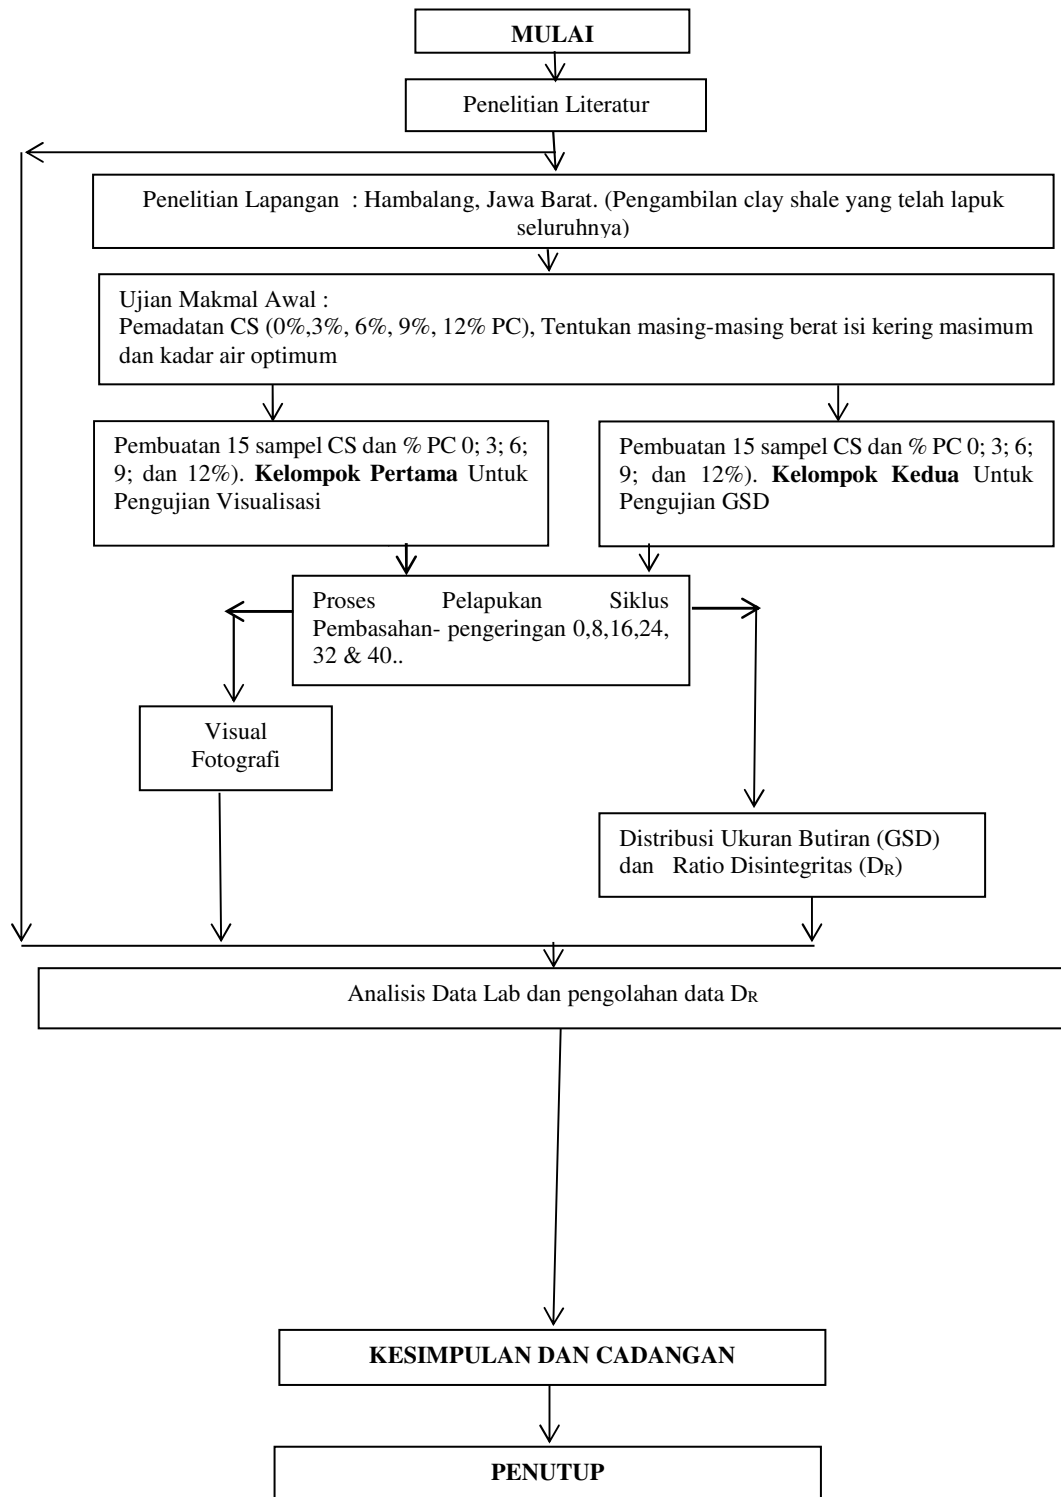 MULAI
Penelitian Literatur
Penelitian Lapangan : Hambalang, Jawa Barat. (Pengambilan clay shale yang telah lapuk
seluruhnya)
Ujian Makmal Awal :
Pemadatan CS (0%,3%, 6%, 9%, 12% PC), Tentukan masing-masing berat isi kering masimum
dan kadar air optimum
Pembuatan 15 sampel CS dan % PC 0; 3; 6;
9; dan 12%). Kelompok Pertama Untuk
Pengujian Visualisasi
Pembuatan 15 sampel CS dan % PC 0; 3; 6;
9; dan 12%). Kelompok Kedua Untuk
Pengujian GSD
Proses Pelapukan Siklus
Pembasahan- pengeringan 0,8,16,24,
32 & 40..
Visual
Fotografi
Distribusi Ukuran Butiran (GSD)
dan Ratio Disintegritas (DR)
Analisis Data Lab dan pengolahan data DR
KESIMPULAN DAN CADANGAN
PENUTUP